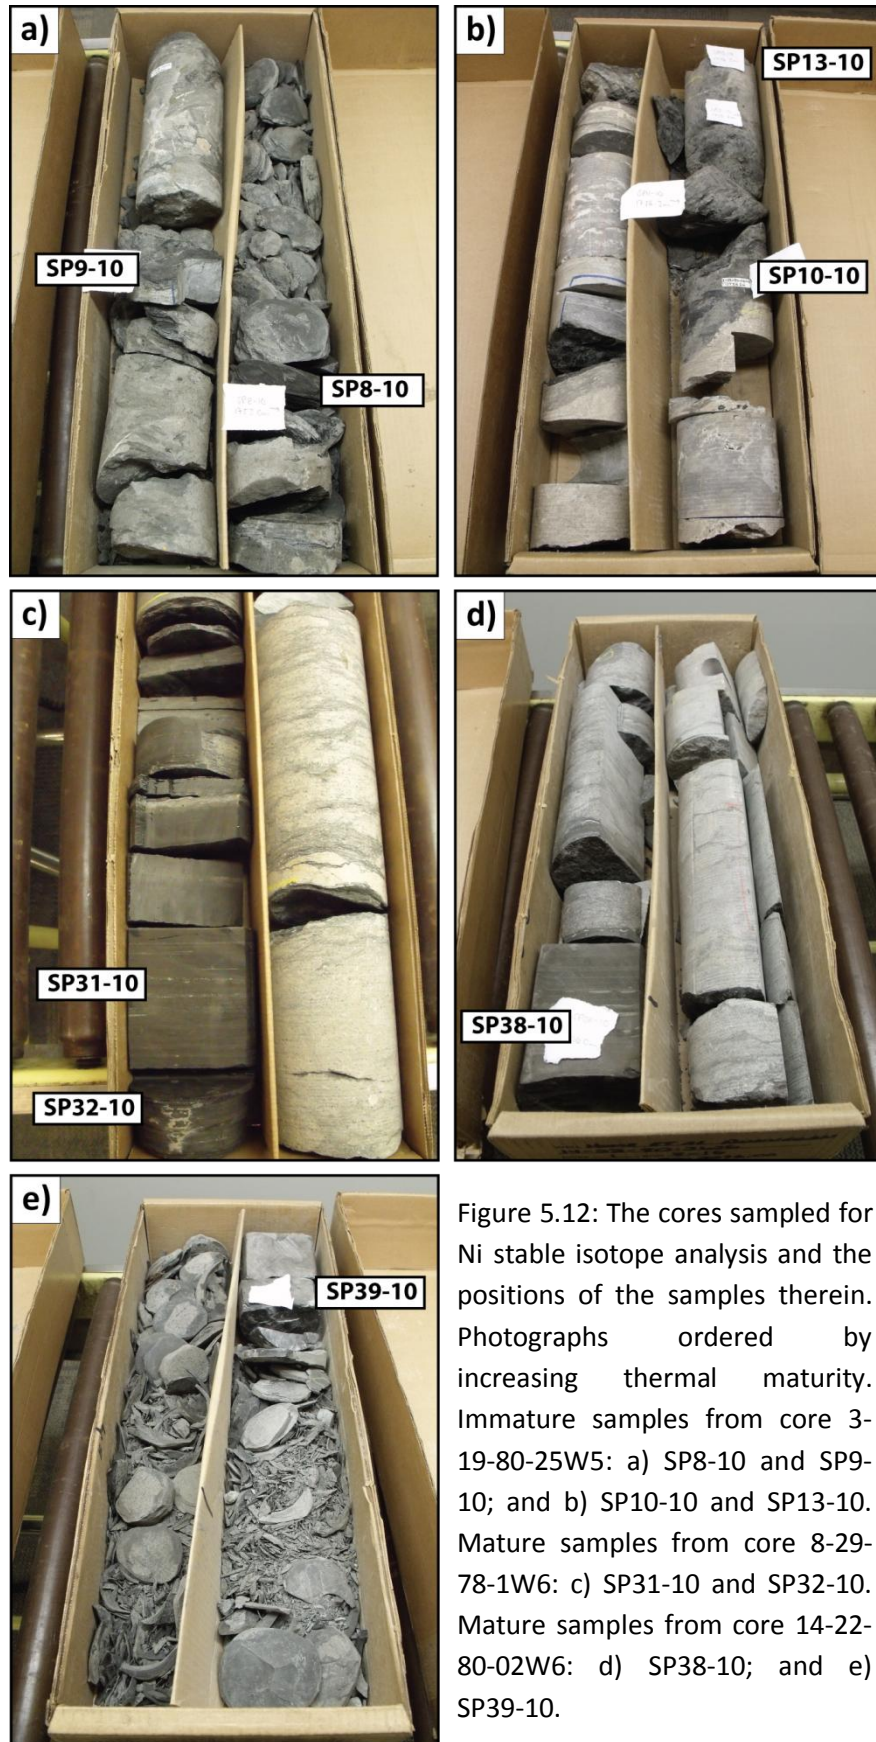 a)
SP9-10
SP8-10
b)
SP13-10
SP10-10
c)
SP31-10
SP32-10
d)
SP38-10
e)
SP39-10
Figure 5.12: The cores sampled for
Ni stable isotope analysis and the
positions of the samples therein.
Photographs ordered by
increasing thermal maturity.
Immature samples from core 3-
19-80-25W5: a) SP8-10 and SP9-
10; and b) SP10-10 and SP13-10.
Mature samples from core 8-29-
78-1W6: c) SP31-10 and SP32-10.
Mature samples from core 14-22-
80-02W6: d) SP38-10; and e)
SP39-10.